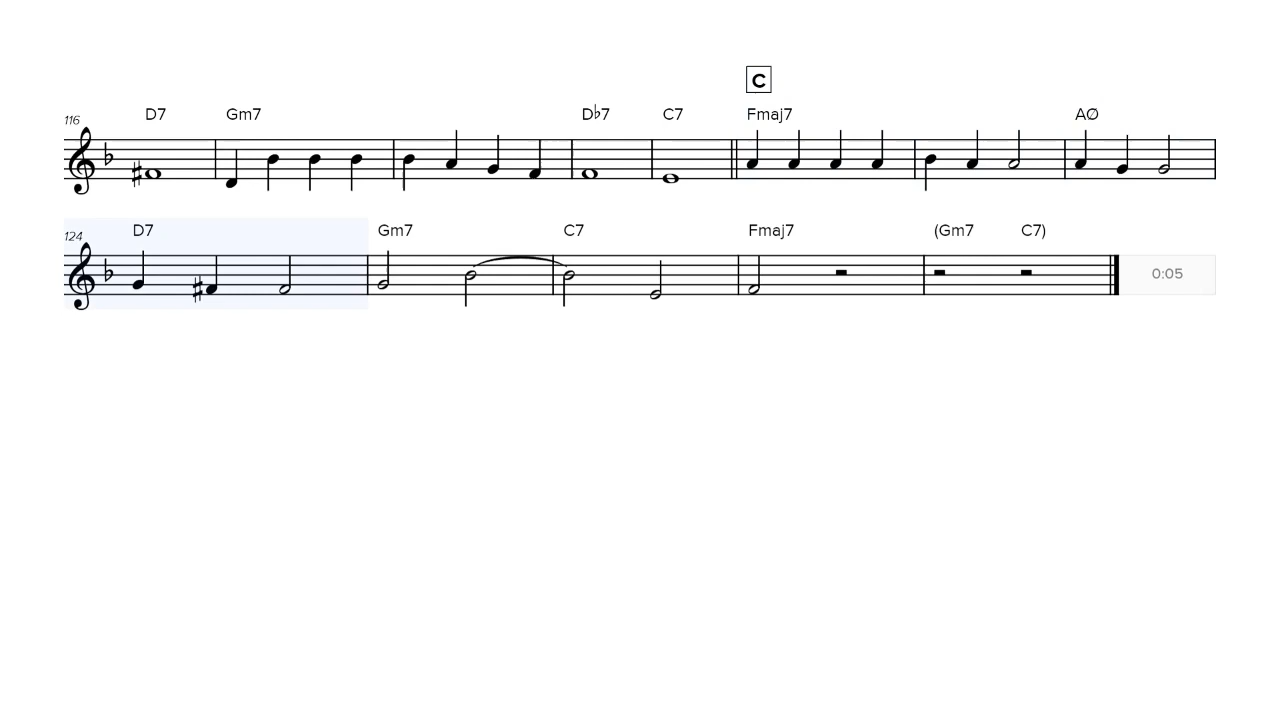 C
D7 Gm7 D♭7 C7 Fmaj7 AØ
116
D7 Gm7 C7 Fmaj7 (Gm7 C7)
124
0:05